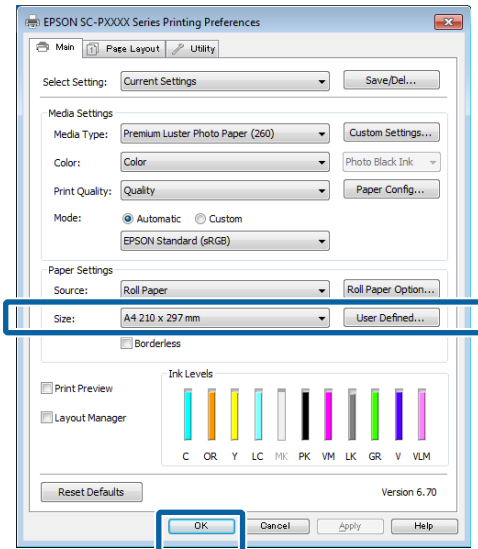 EPSON SC-PXXXX Series Printing Preferences
Main Page Layout Utility
Select Setting: Current Settings Save/Del...
Media Settings
Media Type: Premium Luster Photo Paper (260) Custom Settings...
Color: Color Photo Black Ink
Print Quality: Quality Paper Config...
Mode: Automatic Custom
EPSON Standard (sRGB)
Paper Settings
Source: Roll Paper Roll Paper Option...
Size: A4 210 x 297 mm User Defined...
Borderless
Ink Levels
Print Preview
Layout Manager
C OR Y LC MK PK VM LK GR V VLM
Reset Defaults Version 6.70
OK Cancel Apply Help